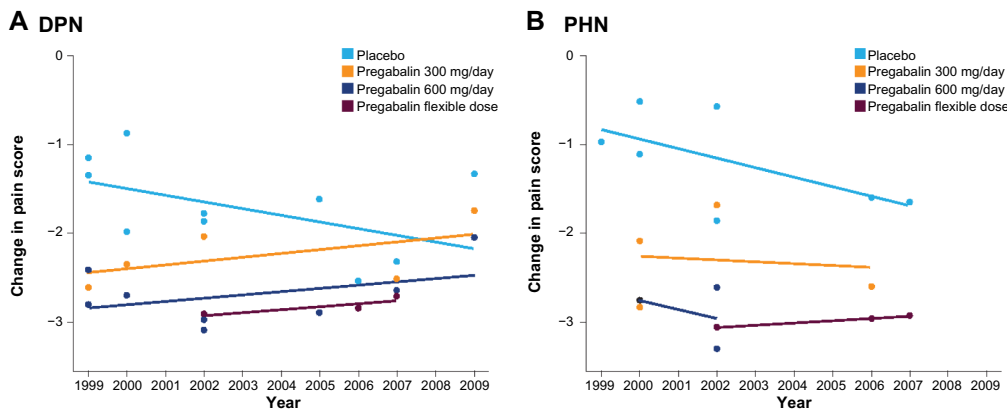 A DPN
0
−1
−2
−3
Change in pain score
Placebo
Pregabalin 300 mg/day
Pregabalin 600 mg/day
Pregabalin flexible dose
1999 2000 2001 2002 2003 2004 2005 2006 2007 2008 2009
Year
B PHN
0
−1
−2
−3
Change in pain score
Placebo
Pregabalin 300 mg/day
Pregabalin 600 mg/day
Pregabalin flexible dose
1999 2000 2001 2002 2003 2004 2005 2006 2007 2008 2009
Year